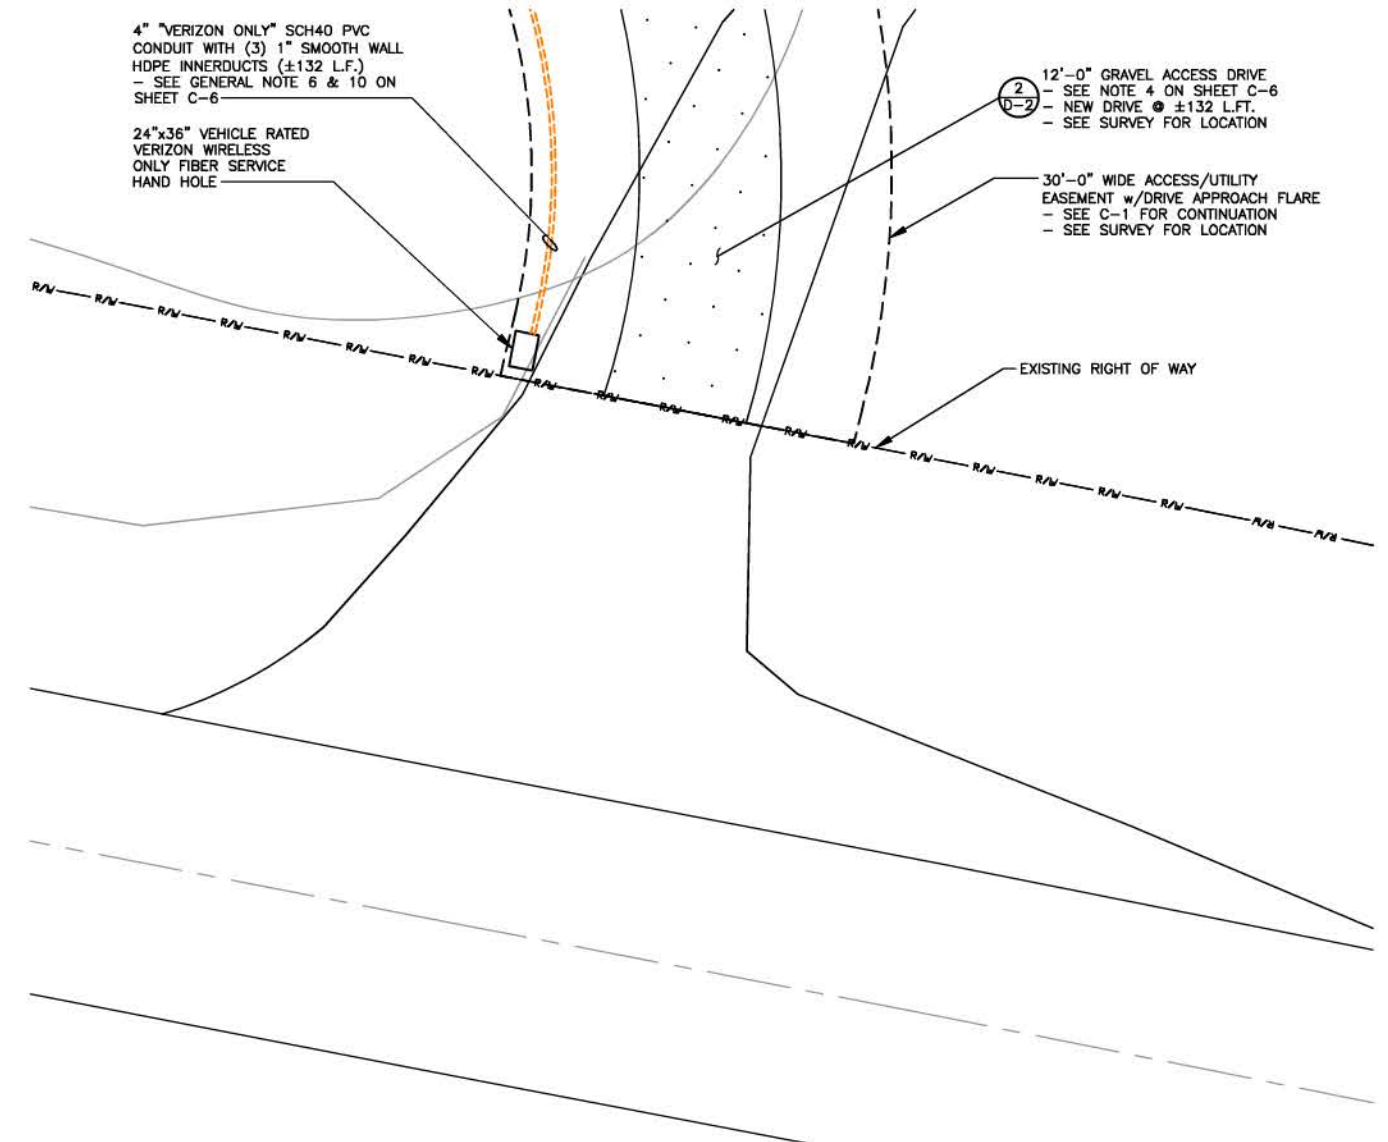 4" "VERIZON ONLY" SCH40 PVC
CONDUIT WITH (3) 1" SMOOTH WALL
HDPE INNERDUCTS (±132 L.F.)
- SEE GENERAL NOTE 6 & 10 ON
SHEET C-6
24"x36" VEHICLE RATED
VERIZON WIRELESS
ONLY FIBER SERVICE
HAND HOLE
2
D-2
12'-0" GRAVEL ACCESS DRIVE
- SEE NOTE 4 ON SHEET C-6
- NEW DRIVE @ ±132 L.FT.
- SEE SURVEY FOR LOCATION
30'-0" WIDE ACCESS/UTILITY
EASEMENT w/DRIVE APPROACH FLARE
- SEE C-1 FOR CONTINUATION
- SEE SURVEY FOR LOCATION
EXISTING RIGHT OF WAY
R/W R/W R/W R/W R/W R/W R/W R/W R/W R/W R/W R/W R/W R/W R/W R/W R/W R/W R/W R/W R/W